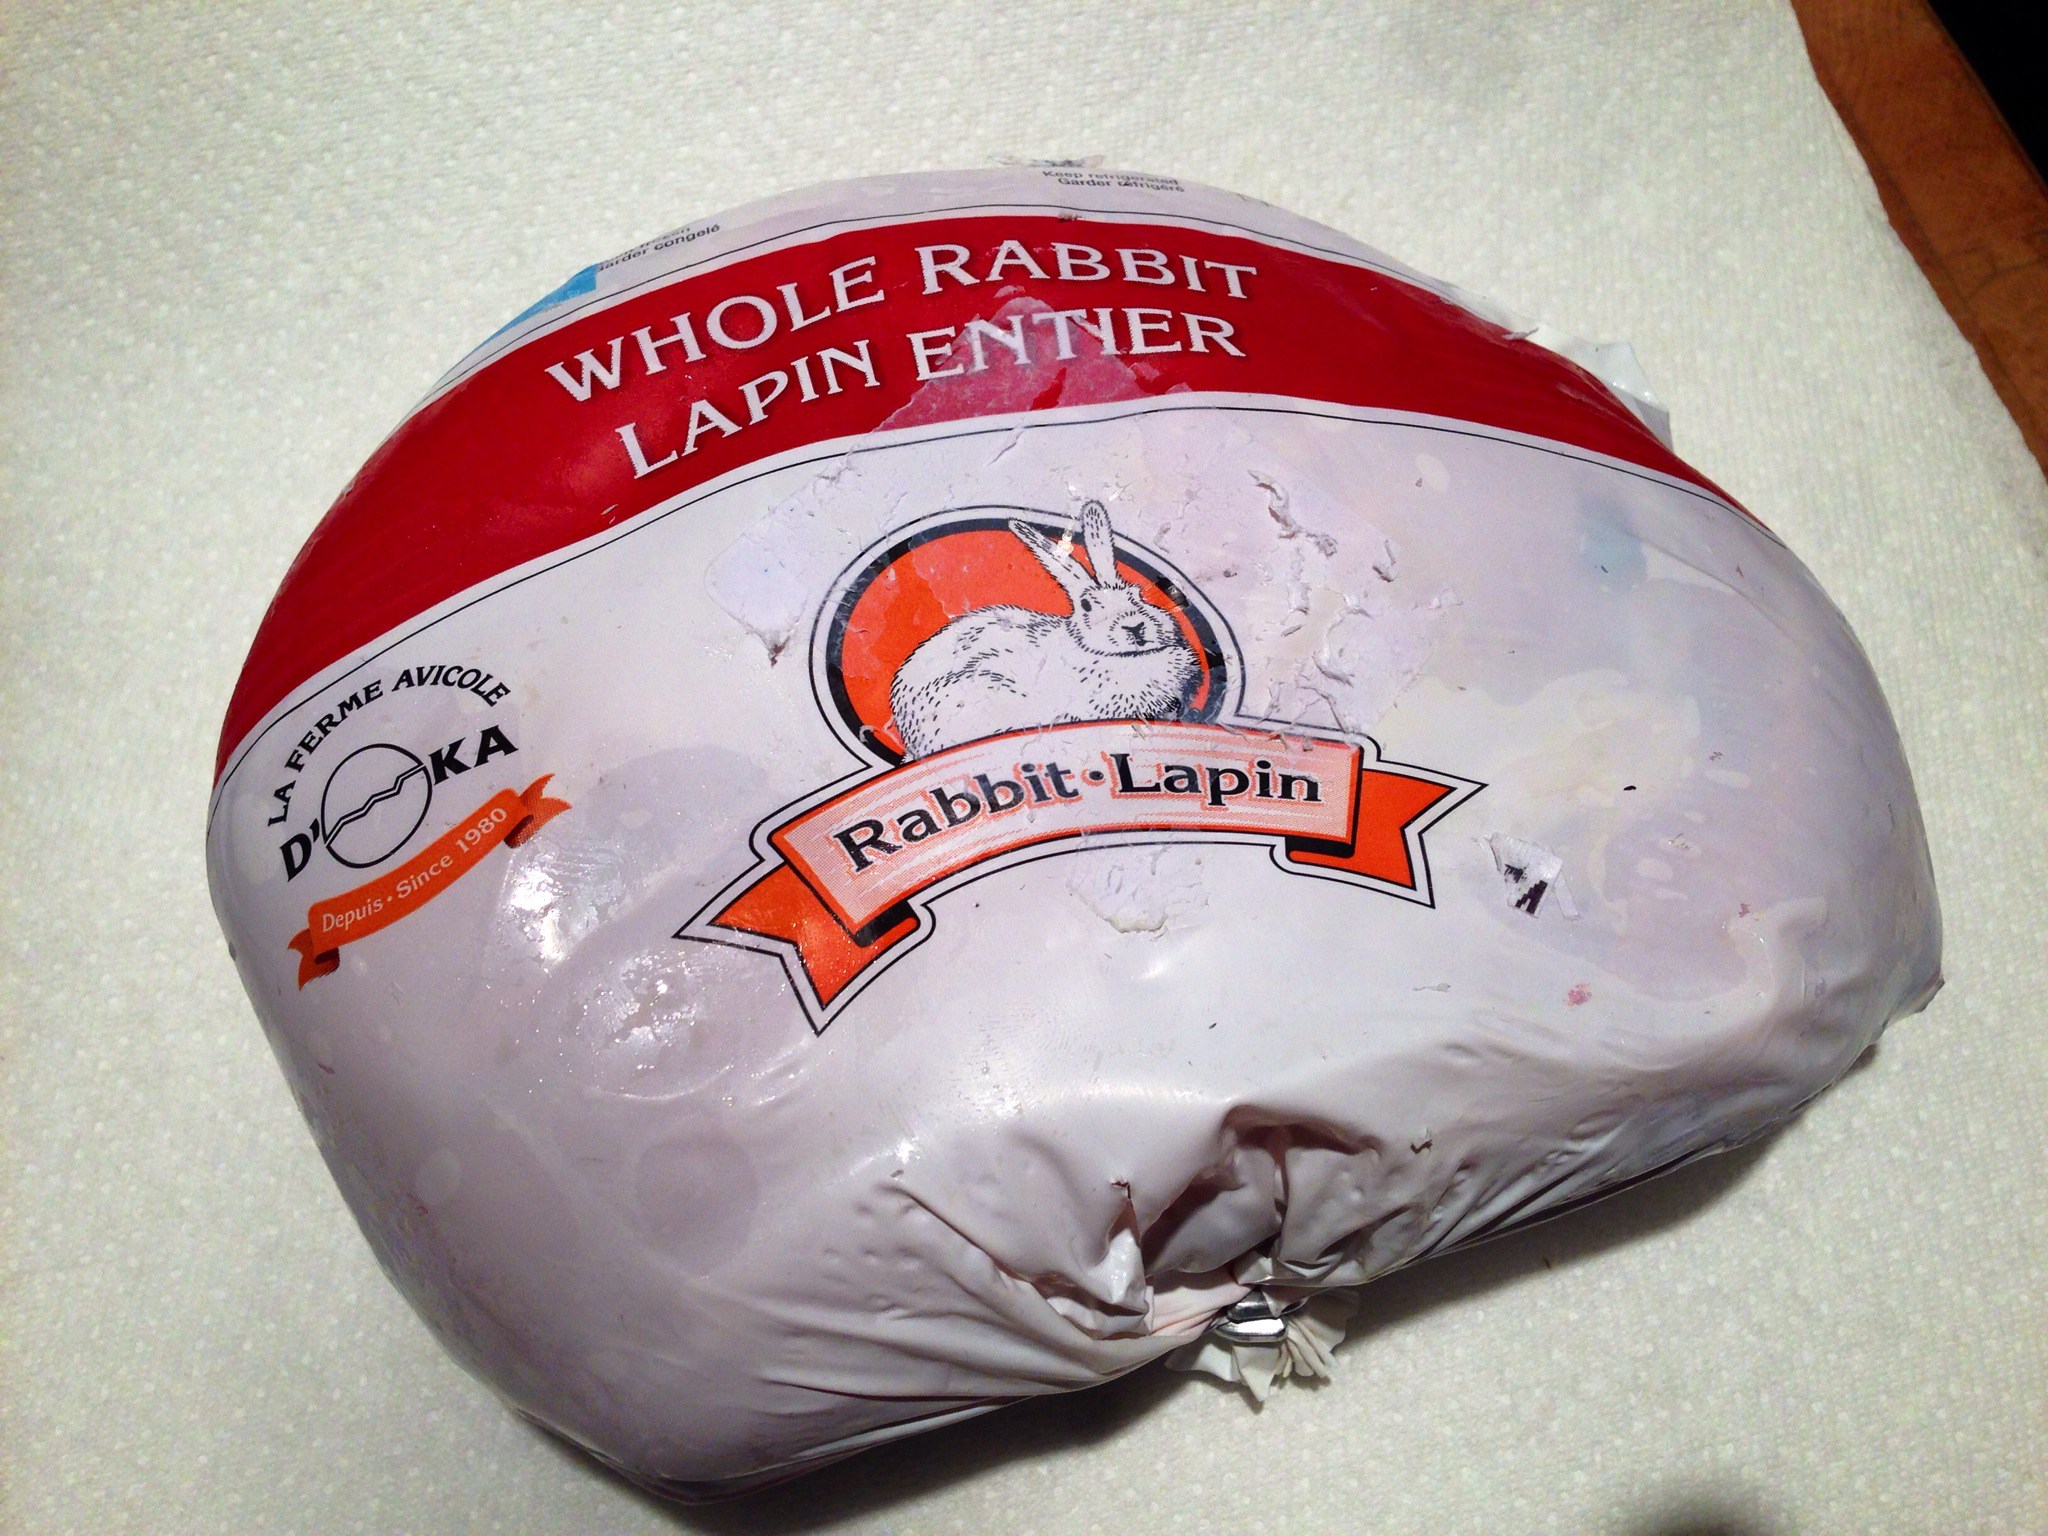 Keep refrigerated
Garder réfrigéré
Garder congelé
WHOLE RABBIT
LAPIN ENTIER
LA FERME AVICOLE
D'OKA
Depuis • Since 1980
Rabbit • Lapin